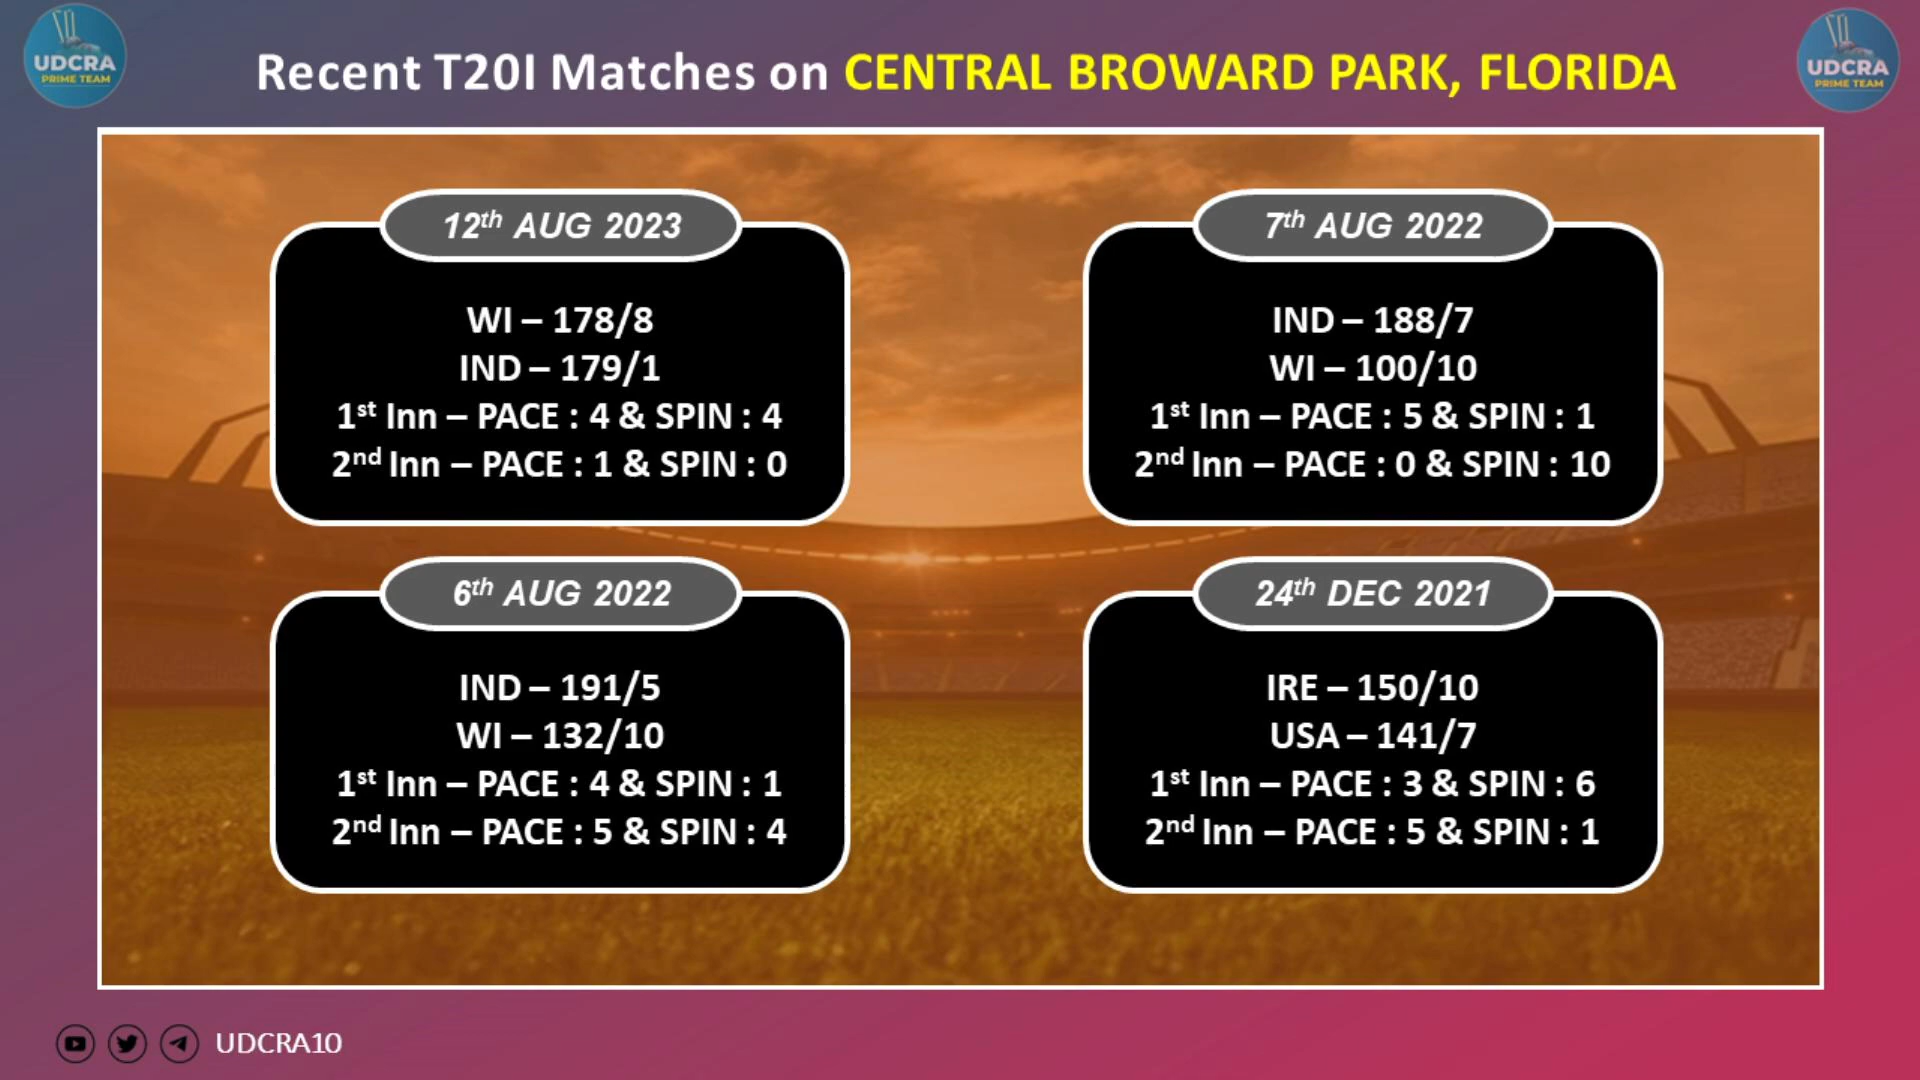 UDCRA
PRIME TEAM
Recent T20I Matches on CENTRAL BROWARD PARK, FLORIDA
UDCRA
PRIME TEAM
12th AUG 2023
WI – 178/8
IND – 179/1
1st Inn – PACE : 4 & SPIN : 4
2nd Inn – PACE : 1 & SPIN : 0
7th AUG 2022
IND – 188/7
WI – 100/10
1st Inn – PACE : 5 & SPIN : 1
2nd Inn – PACE : 0 & SPIN : 10
6th AUG 2022
IND – 191/5
WI – 132/10
1st Inn – PACE : 4 & SPIN : 1
2nd Inn – PACE : 5 & SPIN : 4
24th DEC 2021
IRE – 150/10
USA – 141/7
1st Inn – PACE : 3 & SPIN : 6
2nd Inn – PACE : 5 & SPIN : 1
UDCRA10